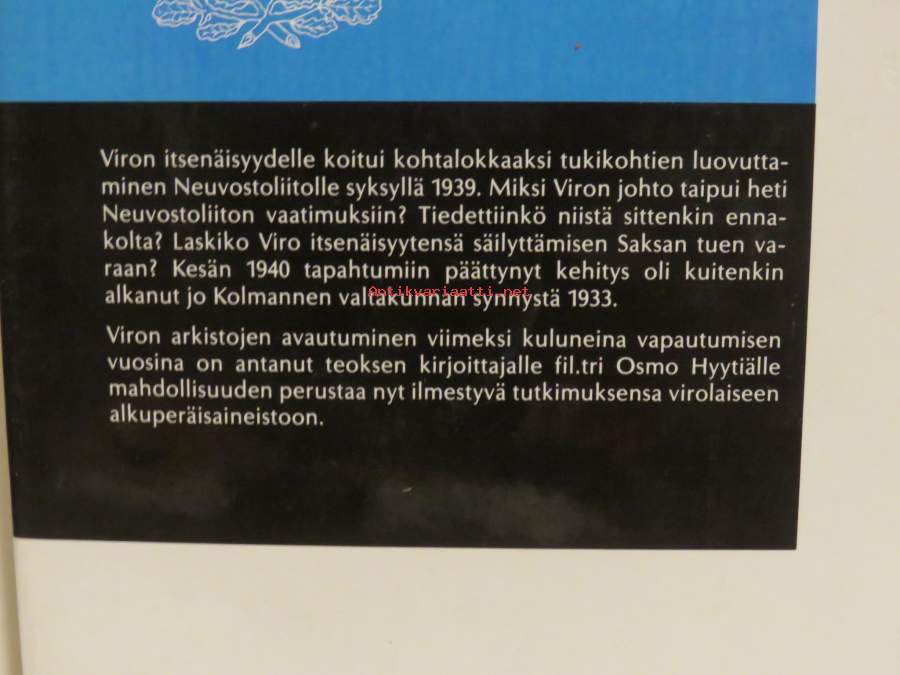 Viron itsenäisyydelle koitui kohtalokkaaksi tukikohtien luovutta-
minen Neuvostoliitolle syksyllä 1939. Miksi Viron johto taipui heti
Neuvostoliiton vaatimuksiin? Tiedettiinkö niistä sittenkin enna-
kolta? Laskiko Viro itsenäisyytensä säilyttämisen Saksan tuen va-
raan? Kesän 1940 tapahtumiin päättynyt kehitys oli kuitenkin
alkanut jo Kolmannen valtakunnan synnystä 1933.
Antikvariaatti.net
Viron arkistojen avautuminen viimeksi kuluneina vapautumisen
vuosina on antanut teoksen kirjoittajalle fil.tri Osmo Hyytiälle
mahdollisuuden perustaa nyt ilmestyvä tutkimuksensa virolaiseen
alkuperäisaineistoon.